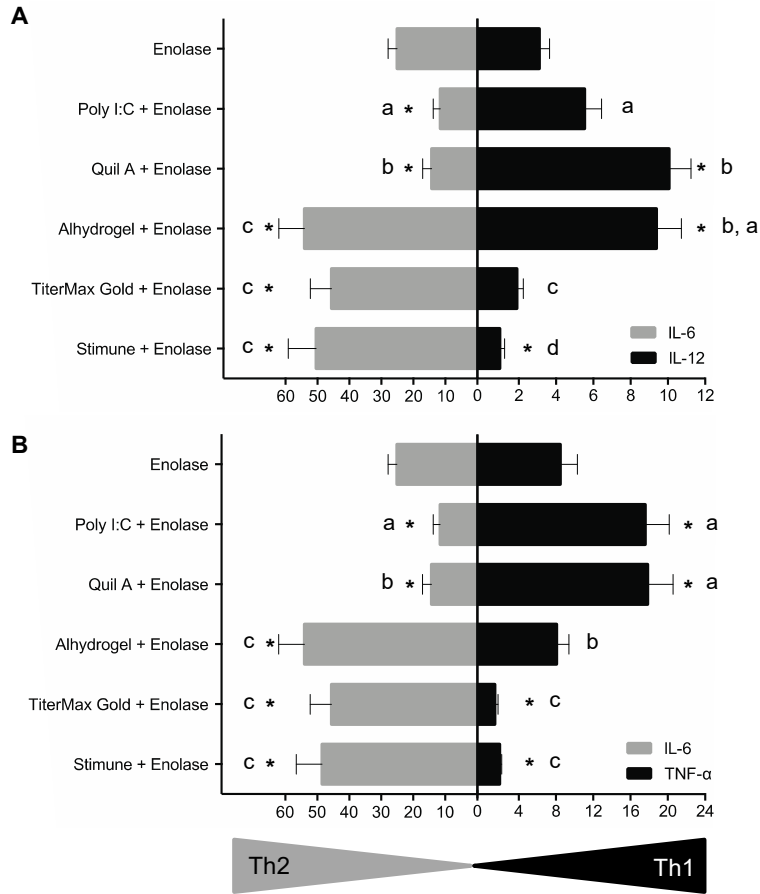 A
Enolase
Poly I:C + Enolase
a *
a
Quil A + Enolase
b *
* b
Alhydrogel + Enolase
c *
* b, a
TiterMax Gold + Enolase
c *
c
Stimune + Enolase
c *
* d
IL-6
IL-12
60 50 40 30 20 10 0 2 4 6 8 10 12
B
Enolase
Poly I:C + Enolase
a *
* a
Quil A + Enolase
b *
* a
Alhydrogel + Enolase
c *
b
TiterMax Gold + Enolase
c *
* c
Stimune + Enolase
c *
* c
IL-6
TNF-α
60 50 40 30 20 10 0 4 8 12 16 20 24
Th2
Th1